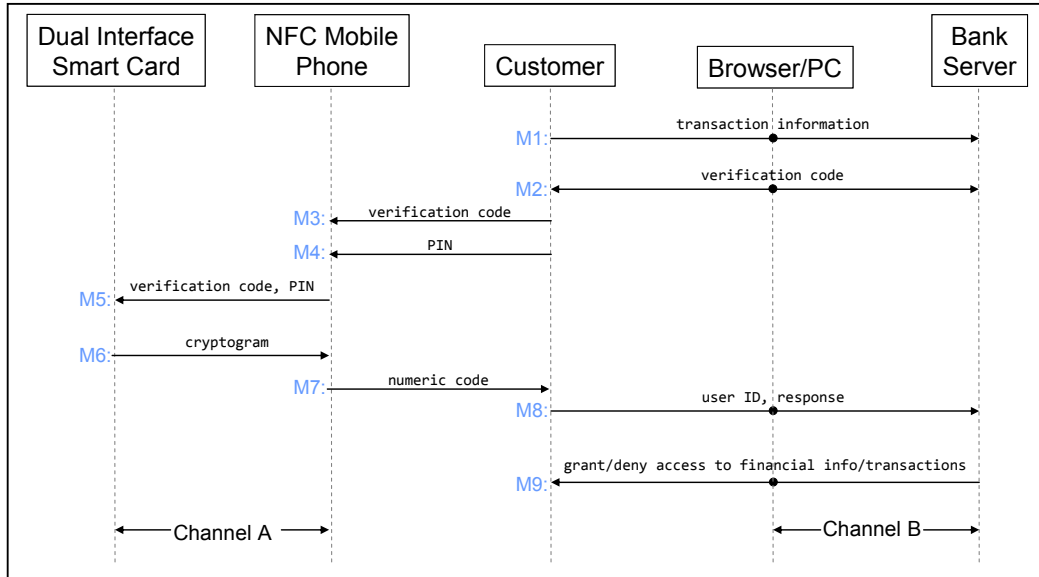 Dual Interface
Smart Card
NFC Mobile
Phone
Customer
Browser/PC
Bank
Server
M1: transaction information
M2: verification code
M3: verification code
M4: PIN
M5: verification code, PIN
M6: cryptogram
M7: numeric code
M8: user ID, response
M9: grant/deny access to financial info/transactions
Channel A
Channel B